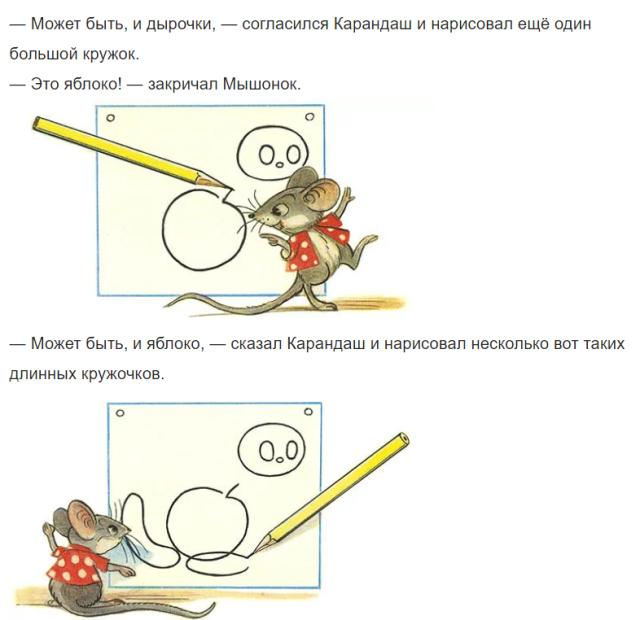 — Может быть, и дырочки, — согласился Карандаш и нарисовал ещё один
большой кружок.
— Это яблоко! — закричал Мышонок.
— Может быть, и яблоко, — сказал Карандаш и нарисовал несколько вот таких
длинных кружочков.